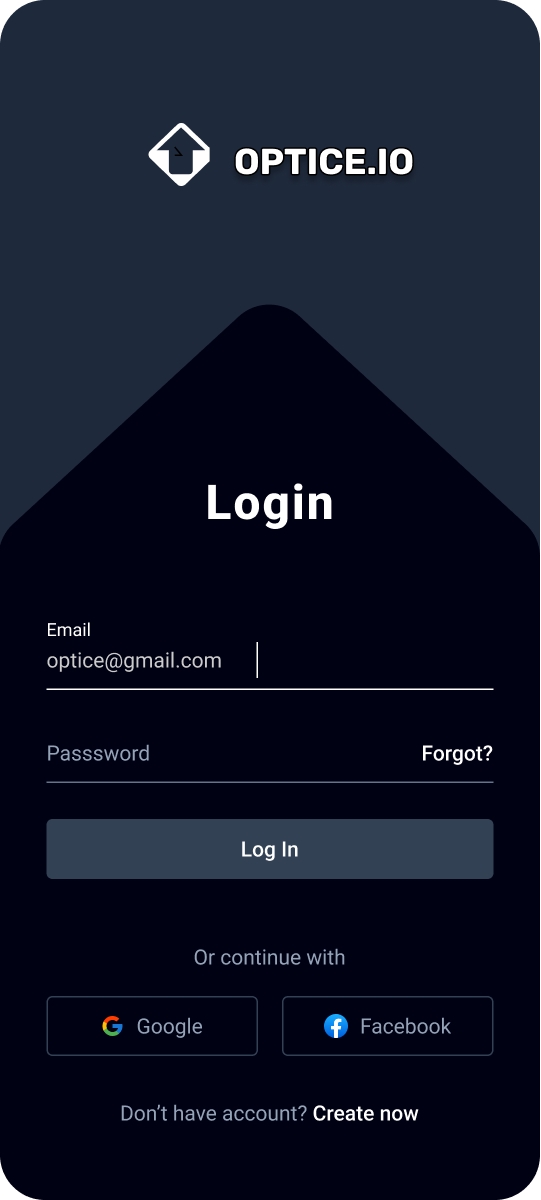 OPTICE.IO
Login
Email
optice@gmail.com
Passsword
Forgot?
Log In
Or continue with
Google
Facebook
Don’t have account? Create now